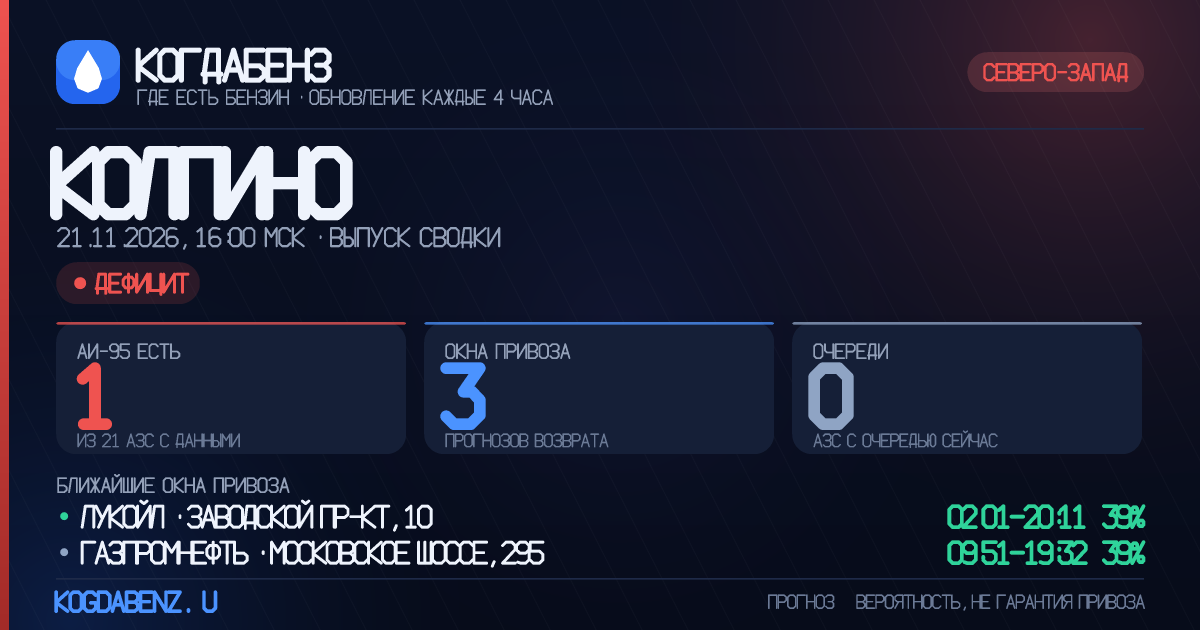 КОГДАБЕНЗ
ГДЕ ЕСТЬ БЕНЗИН · ОБНОВЛЕНИЕ КАЖДЫЕ 4 ЧАСА
СЕВЕРО-ЗАПАД
КОЛПИНО
21.11 2026, 16:00 МСК · ВЫПУСК СВОДКИ
• ДЕФИЦИТ
АИ-95 ЕСТЬ
1
ИЗ 21 АЗС С ДАННЫМИ
ОКНА ПРИВОЗА
3
ПРОГНОЗОВ ВОЗВРАТА
ОЧЕРЕДИ
0
АЗС С ОЧЕРЕДЬЮ СЕЙЧАС
БЛИЖАЙШИЕ ОКНА ПРИВОЗА
• ЛУКОЙЛ · ЗАВОДСКОЙ ПР-КТ, 10 02 01-20:11 39%
• ГАЗПРОМНЕФТЬ · МОСКОВСКОЕ ШОССЕ, 295 09 51-19:32 39%
KOGDABENZ. U
ПРОГНОЗ ВЕРОЯТНОСТЬ, НЕ ГАРАНТИЯ ПРИВОЗА